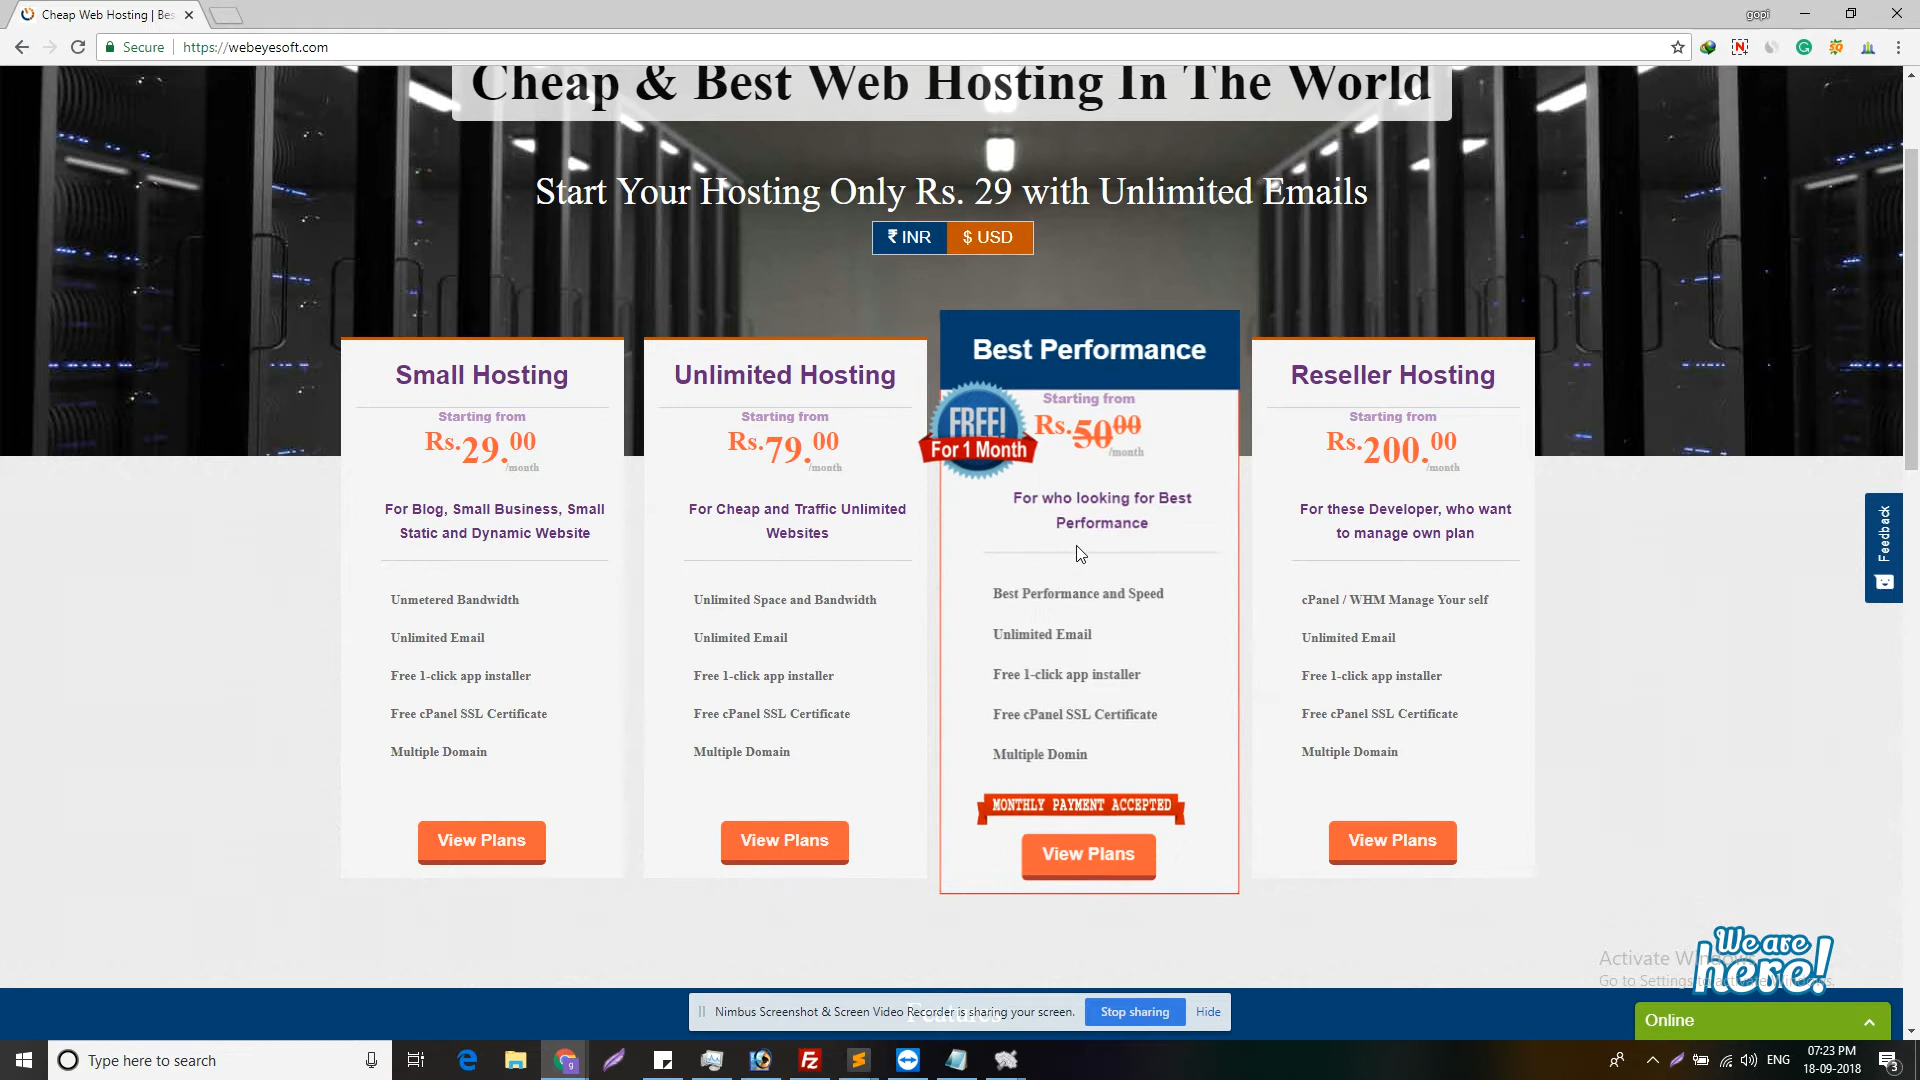 Cheap Web Hosting | Bes
gopi
Secure
https://webeyesoft.com
Cheap & Best Web Hosting In The World
Start Your Hosting Only Rs. 29 with Unlimited Emails
₹ INR
$ USD
Small Hosting
Starting from
Rs.29.00
/month
For Blog, Small Business, Small
Static and Dynamic Website
Unmetered Bandwidth
Unlimited Email
Free 1-click app installer
Free cPanel SSL Certificate
Multiple Domain
View Plans
Unlimited Hosting
Starting from
Rs.79.00
/month
For Cheap and Traffic Unlimited
Websites
Unlimited Space and Bandwidth
Unlimited Email
Free 1-click app installer
Free cPanel SSL Certificate
Multiple Domain
View Plans
Best Performance
FREE!
For 1 Month
Starting from
Rs.5000
/month
For who looking for Best
Performance
Best Performance and Speed
Unlimited Email
Free 1-click app installer
Free cPanel SSL Certificate
Multiple Domin
MONTHLY PAYMENT ACCEPTED
View Plans
Reseller Hosting
Starting from
Rs.200.00
/month
For these Developer, who want
to manage own plan
cPanel / WHM Manage Your self
Unlimited Email
Free 1-click app installer
Free cPanel SSL Certificate
Multiple Domain
View Plans
Feedback
We are
here!
Online
Features
Nimbus Screenshot & Screen Video Recorder is sharing your screen.
Stop sharing
Hide
Type here to search
ENG
07:23 PM
18-09-2018
3